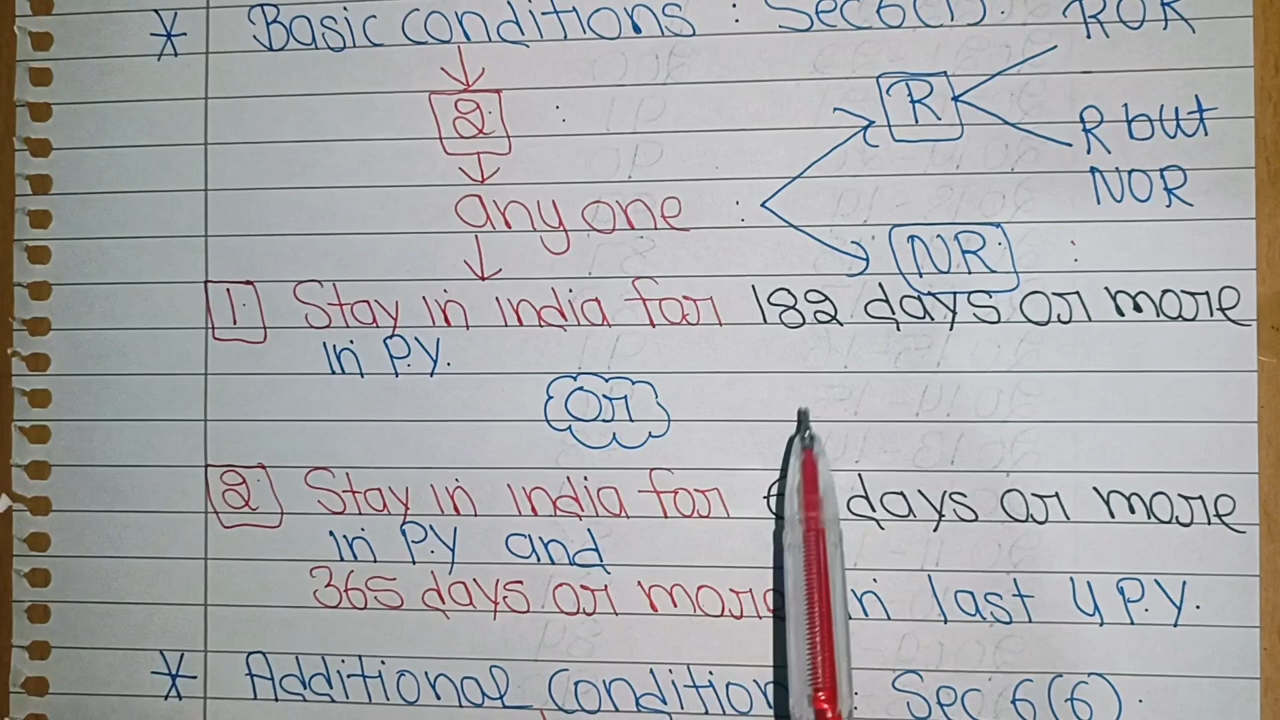 * Basic conditions : Sec 6(1). ROR
↓
2 : R R but
↓ NOR
any one : NR :
↓
1. Stay in india for 182 days or more
in P.Y.
or
2. Stay in india for days or more
in P.Y and
365 days or more in last 4 P.Y.
* Additional Condition : Sec 6(6).